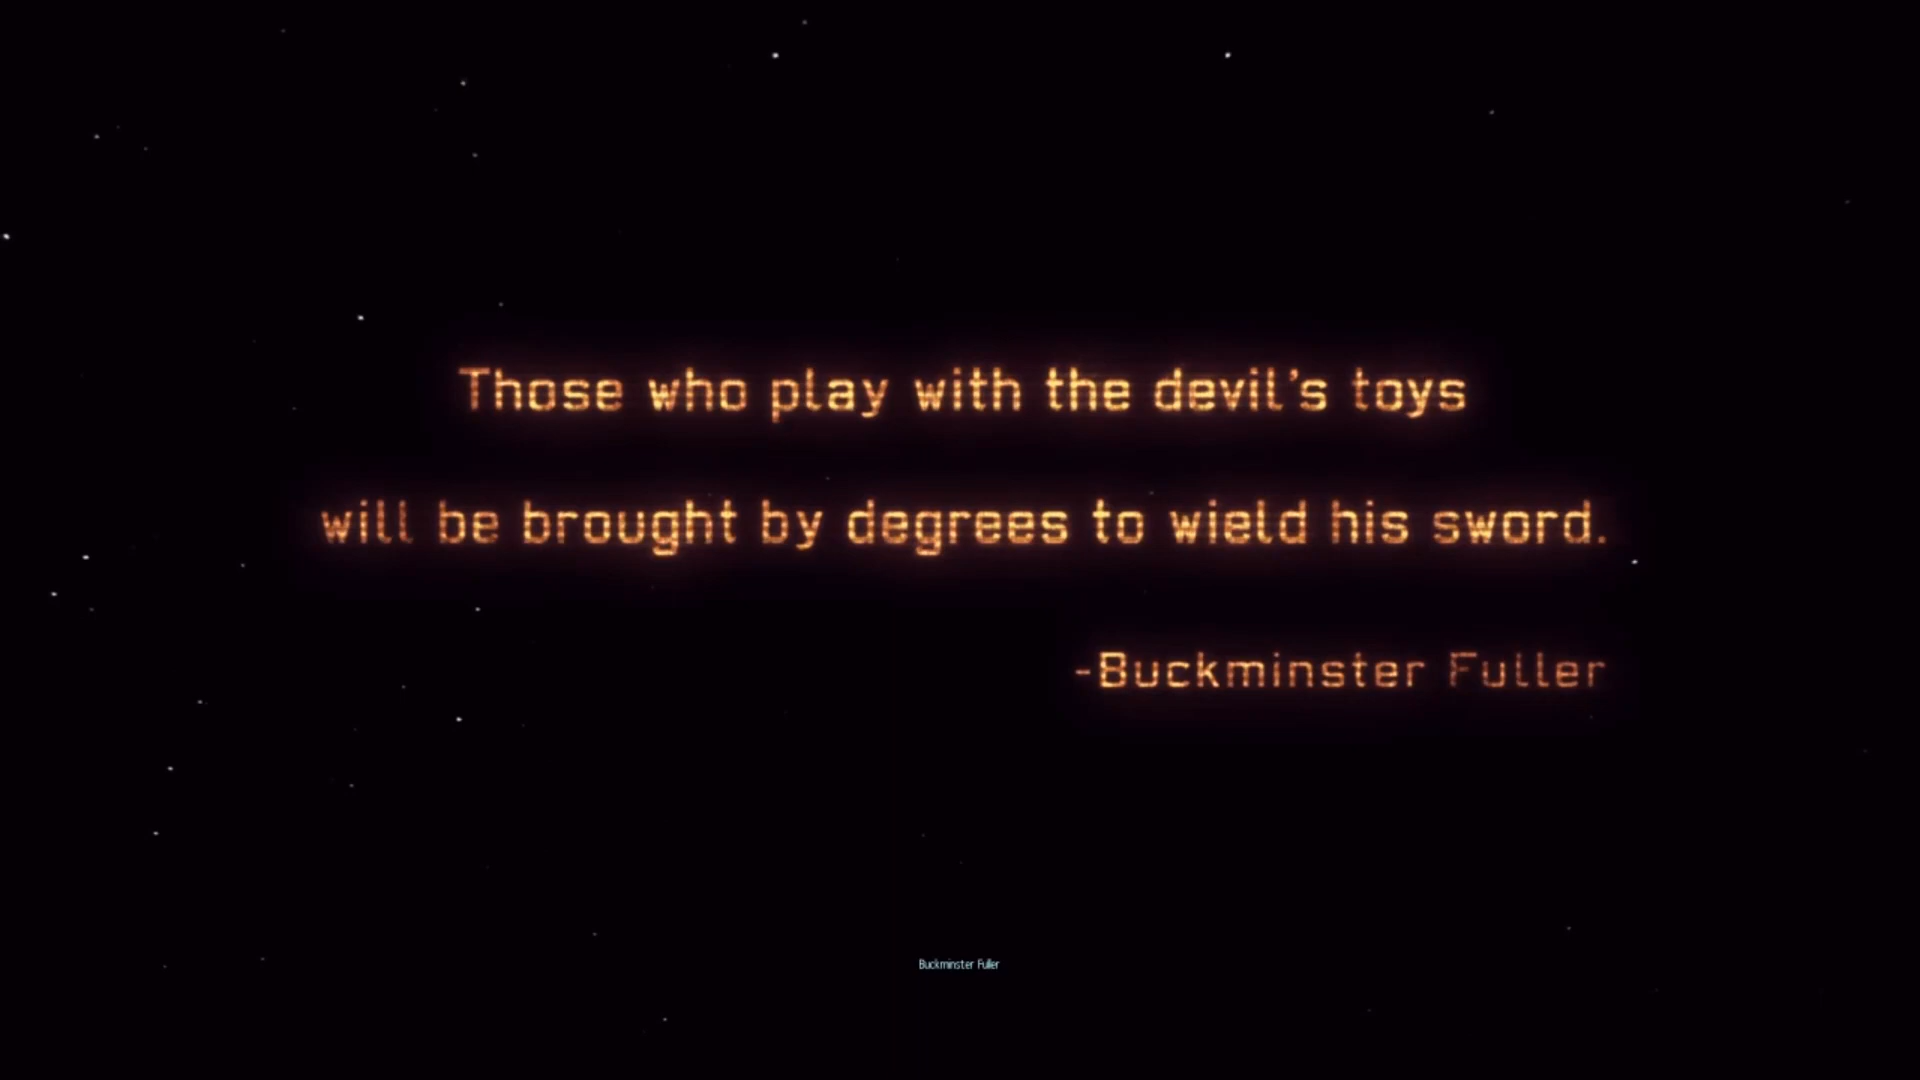 Those who play with the devil's toys
will be brought by degrees to wield his sword.
-Buckminster Fuller
Buckminster Fuller